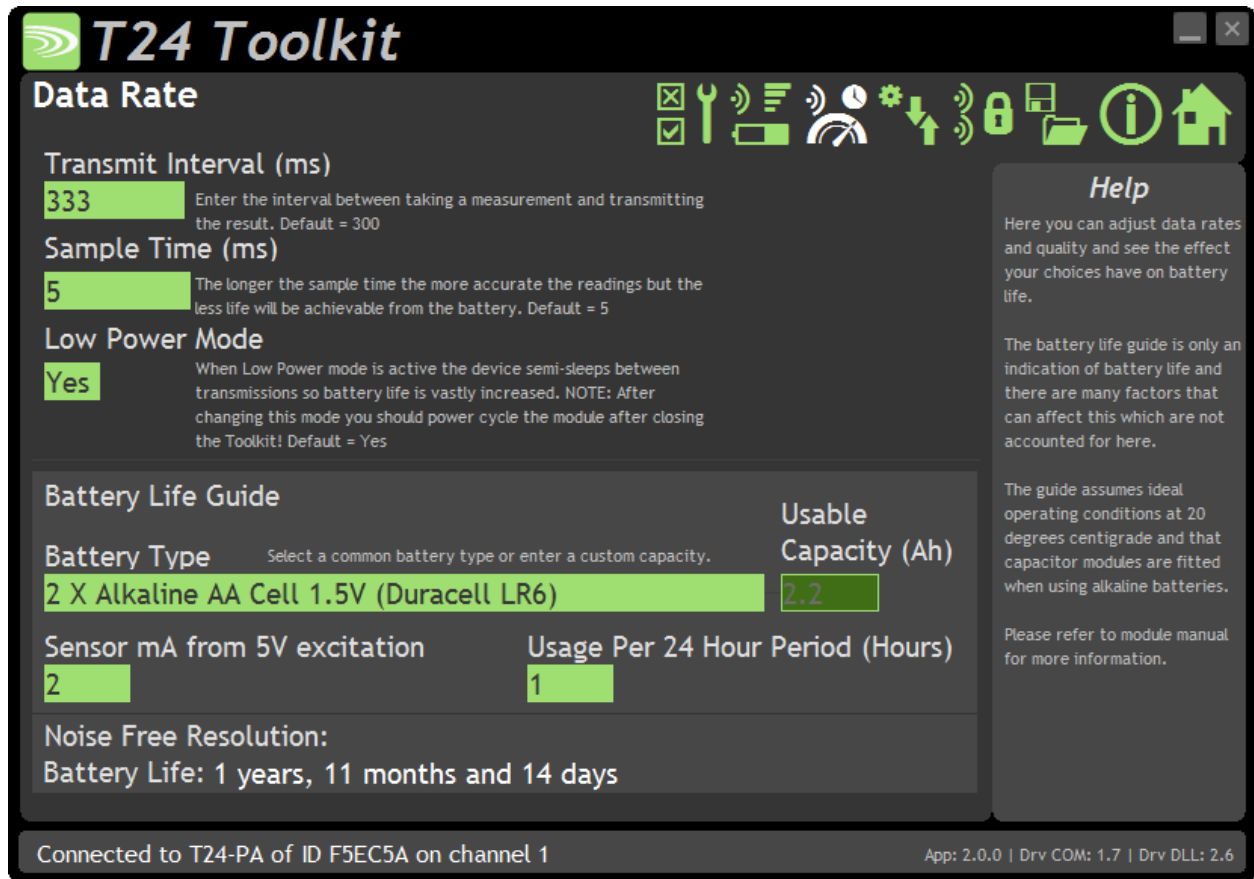 T24 Toolkit
Data Rate
Transmit Interval (ms)
333
Enter the interval between taking a measurement and transmitting
the result. Default = 300
Sample Time (ms)
5
The longer the sample time the more accurate the readings but the
less life will be achievable from the battery. Default = 5
Low Power Mode
Yes
When Low Power mode is active the device semi-sleeps between
transmissions so battery life is vastly increased. NOTE: After
changing this mode you should power cycle the module after closing
the Toolkit! Default = Yes
Battery Life Guide
Battery Type
Select a common battery type or enter a custom capacity.
Usable
Capacity (Ah)
2 X Alkaline AA Cell 1.5V (Duracell LR6)
2.2
Sensor mA from 5V excitation
2
Usage Per 24 Hour Period (Hours)
1
Noise Free Resolution:
Battery Life: 1 years, 11 months and 14 days
Help
Here you can adjust data rates
and quality and see the effect
your choices have on battery
life.
The battery life guide is only an
indication of battery life and
there are many factors that
can affect this which are not
accounted for here.
The guide assumes ideal
operating conditions at 20
degrees centigrade and that
capacitor modules are fitted
when using alkaline batteries.
Please refer to module manual
for more information.
Connected to T24-PA of ID F5EC5A on channel 1
App: 2.0.0 | Drv COM: 1.7 | Drv DLL: 2.6